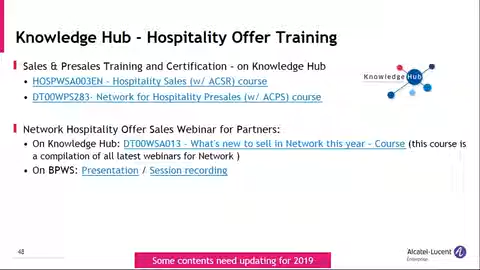 Knowledge Hub - Hospitality Offer Training
Sales & Presales Training and Certification - on Knowledge Hub
• HOSPWSA003EN - Hospitality Sales (w/ ACSR) course
• DT00WPS283- Network for Hospitality Presales (w/ ACPS) course
Knowledge Hub
Network Hospitality Offer Sales Webinar for Partners:
• On Knowledge Hub: DT00WSA013 - What's new to sell in Network this year - Course (this course is
a compilation of all latest webinars for Network )
• On BPWS: Presentation / Session recording
48
Some contents need updating for 2019
Alcatel-Lucent
Enterprise